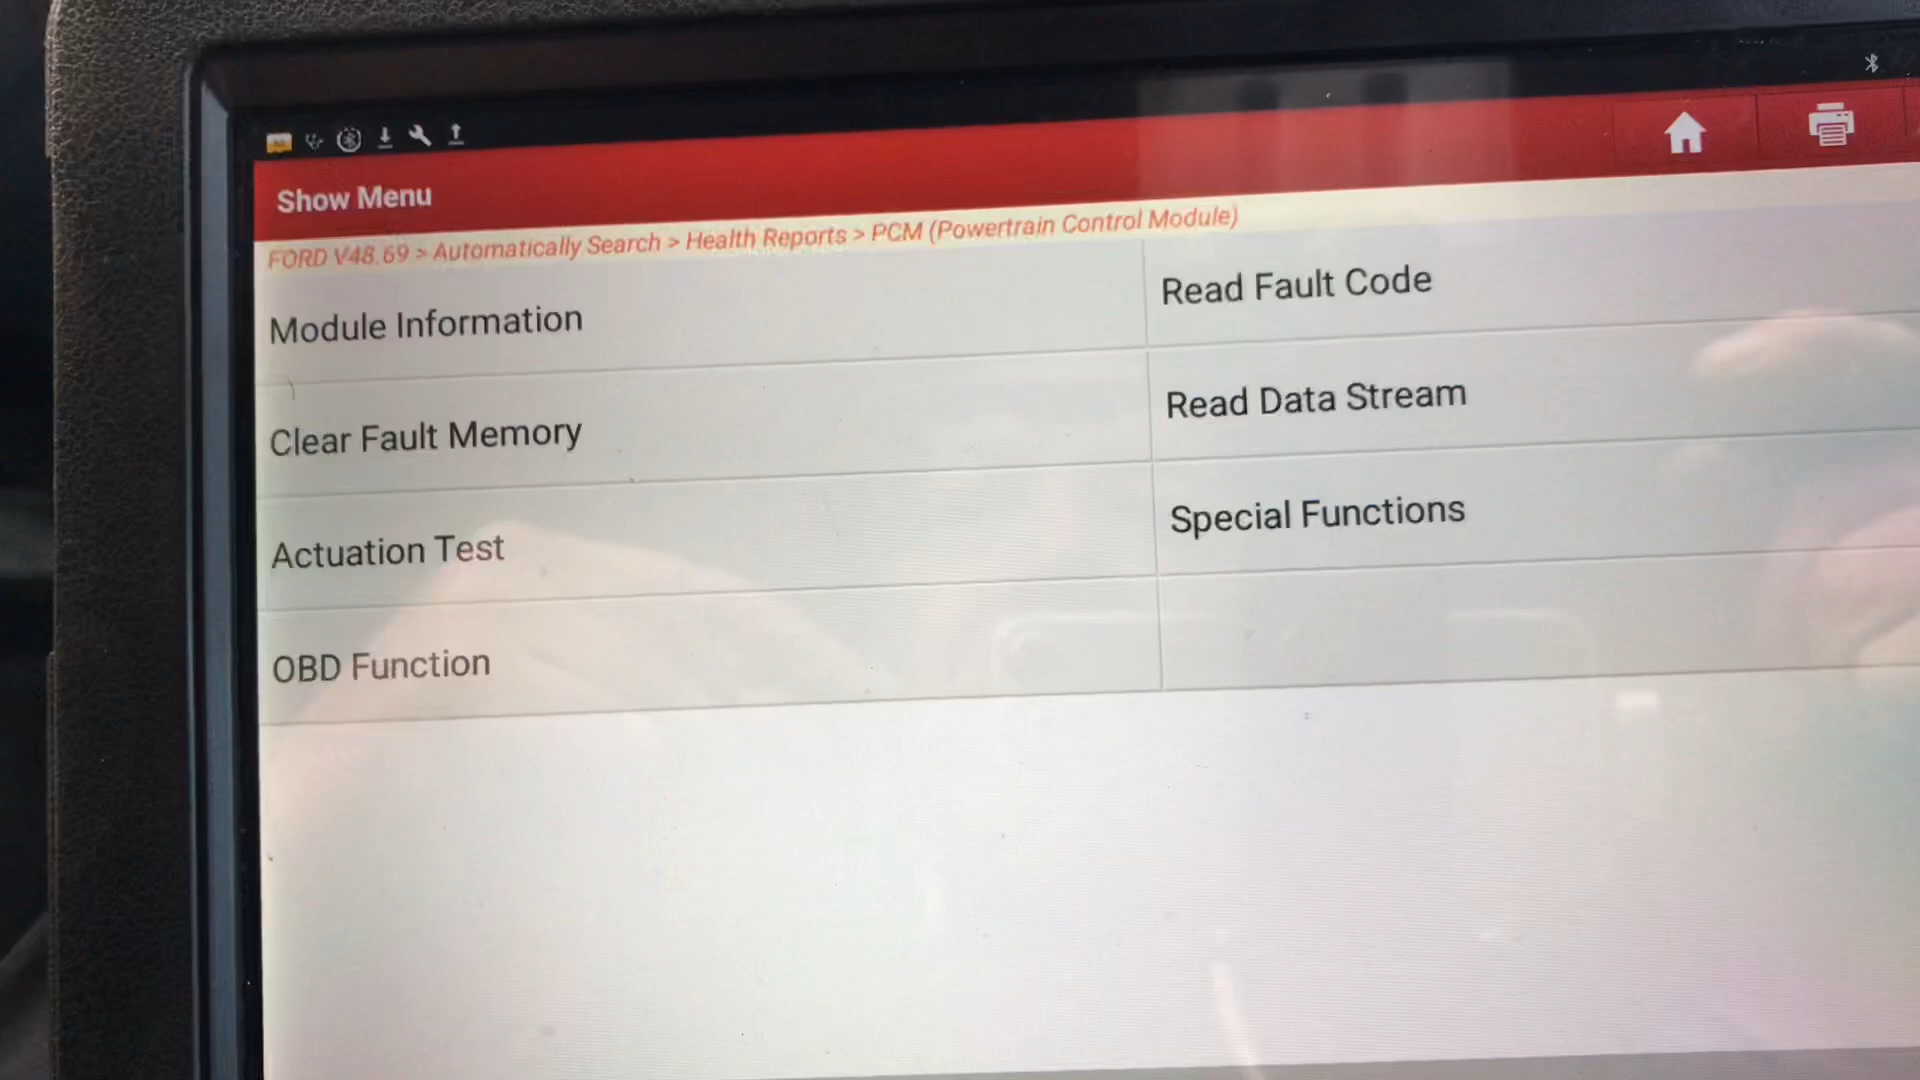 Show Menu
FORD V48.69 > Automatically Search > Health Reports > PCM (Powertrain Control Module)
Module Information
Read Fault Code
Clear Fault Memory
Read Data Stream
Actuation Test
Special Functions
OBD Function